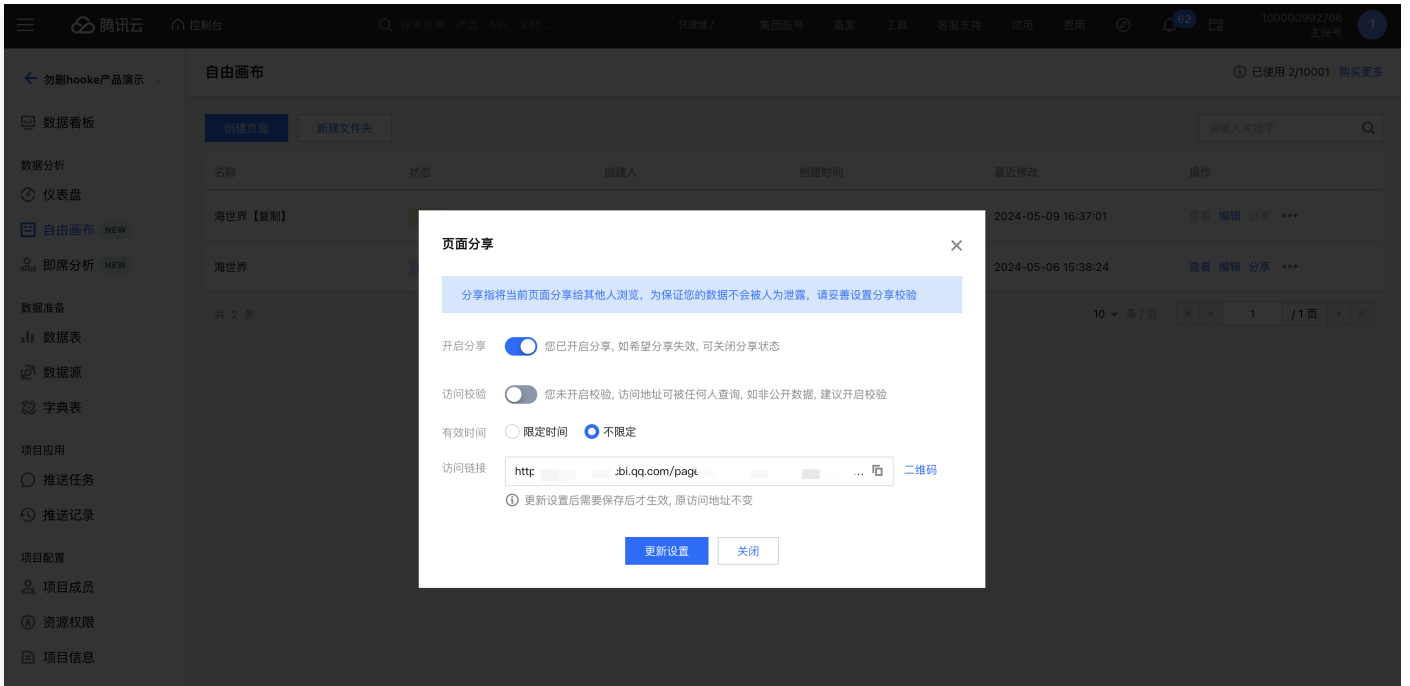 腾讯云 控制台 搜索资源、产品、API、文档... 快捷键 / 集团账号 备案 工具 客服支持 试用 费用 62 100000992766 1
主账号
勿删hooke产品演示
自由画布
已使用 2/10001 购买更多
数据看板
数据分析
仪表盘
自由画布 NEW
即席分析 NEW
数据准备
数据表
数据源
字典表
项目应用
推送任务
推送记录
项目配置
项目成员
资源权限
项目信息
创建页面 新建文件夹
请输入关键字
名称 状态 创建人 创建时间 最近修改 操作
海世界【复制】 2024-05-09 16:37:01 查看 编辑 分享
海世界 2024-05-06 15:38:24 查看 编辑 分享
共 2 条 10 条 / 页 1 / 1 页
页面分享
分享指将当前页面分享给其他人浏览，为保证您的数据不会被人为泄露，请妥善设置分享校验
开启分享 您已开启分享, 如希望分享失效, 可关闭分享状态
访问校验 您未开启校验, 访问地址可被任何人查询, 如非公开数据, 建议开启校验
有效时间 限定时间 不限定
访问链接 bi.qq.com/page ... 二维码
更新设置后需要保存后才生效, 原访问地址不变
更新设置 关闭